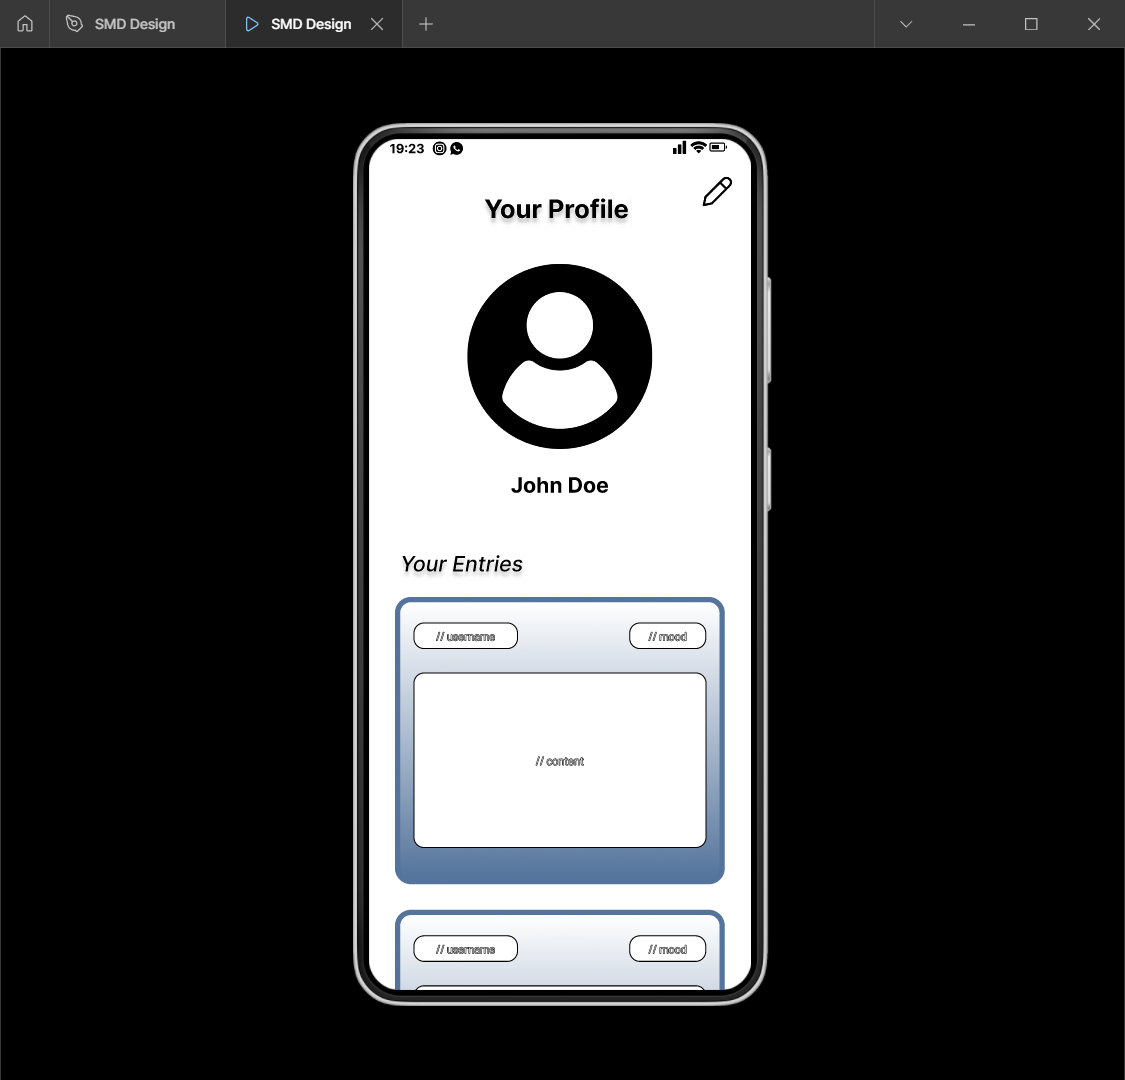 SMD Design
SMD Design
19:23
Your Profile
John Doe
Your Entries
// username
// mood
// content
// username
// mood